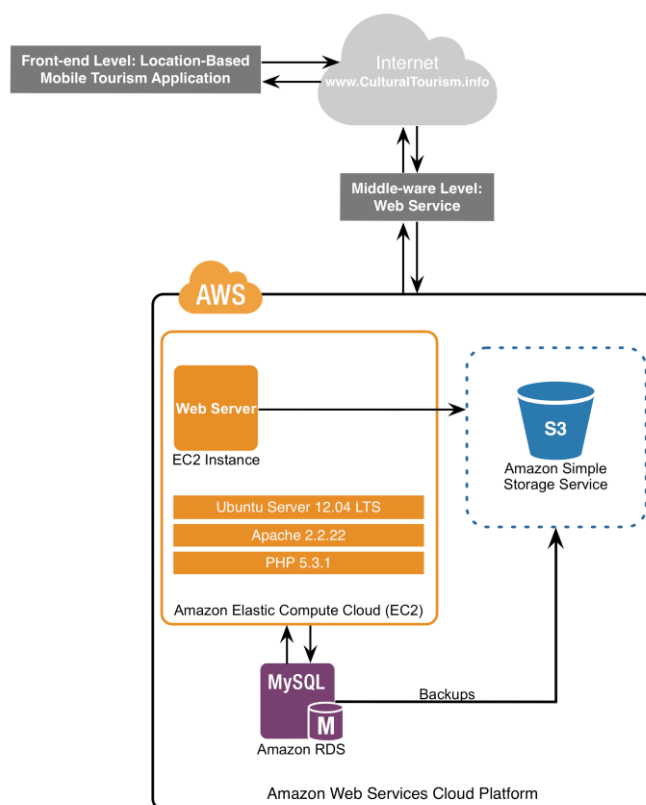 Front-end Level: Location-Based
Mobile Tourism Application
Internet
www.CulturalTourism.info
Middle-ware Level:
Web Service
AWS
Web Server
EC2 Instance
S3
Amazon Simple
Storage Service
Ubuntu Server 12.04 LTS
Apache 2.2.22
PHP 5.3.1
Amazon Elastic Compute Cloud (EC2)
MySQL
M
Backups
Amazon RDS
Amazon Web Services Cloud Platform